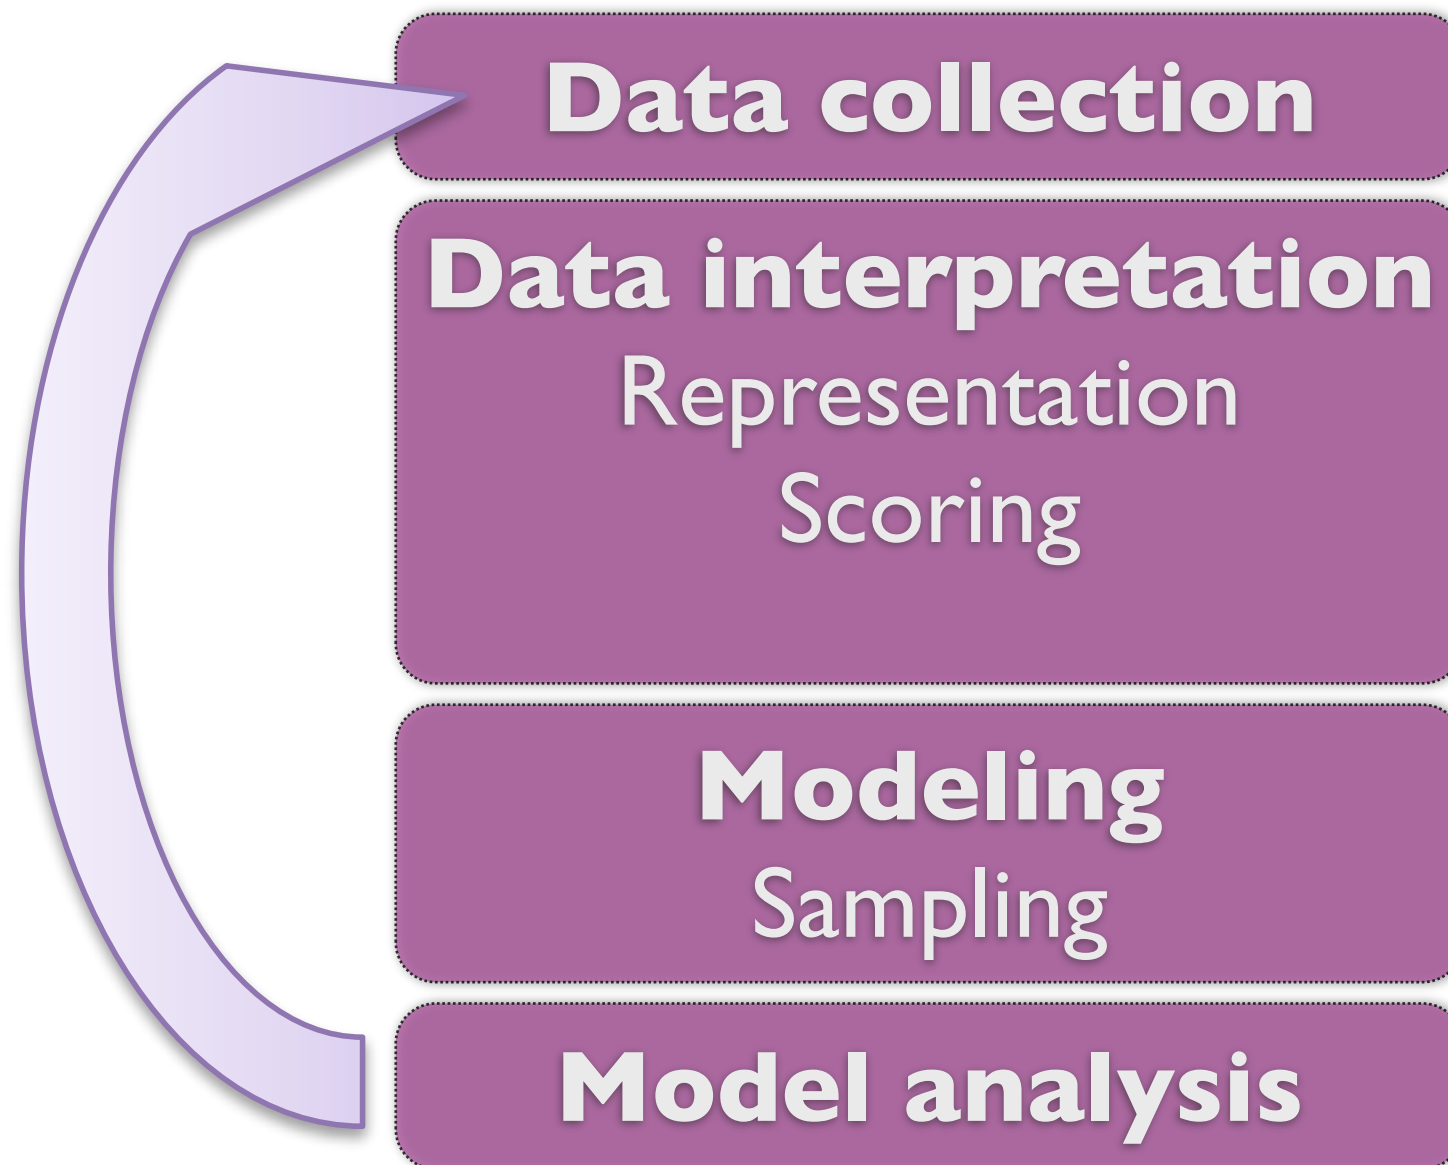 Data collection
Data interpretation
Representation
Scoring
Modeling
Sampling
Model analysis